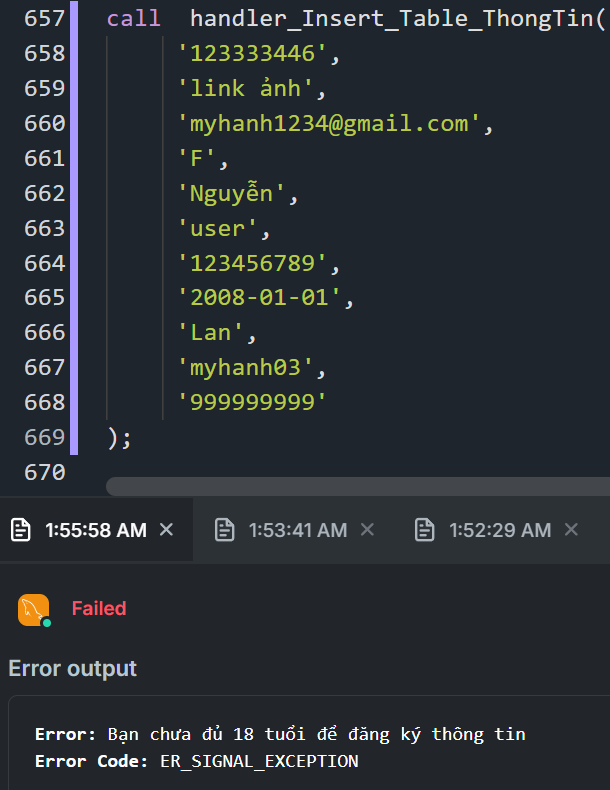 657 call handler_Insert_Table_ThongTin(
658 '123333446',
659 'link ảnh',
660 'myhanh1234@gmail.com',
661 'F',
662 'Nguyễn',
663 'user',
664 '123456789',
665 '2008-01-01',
666 'Lan',
667 'myhanh03',
668 '999999999'
669 );
670
1:55:58 AM × 1:53:41 AM × 1:52:29 AM ×
Failed
Error output
Error: Bạn chưa đủ 18 tuổi để đăng ký thông tin
Error Code: ER_SIGNAL_EXCEPTION